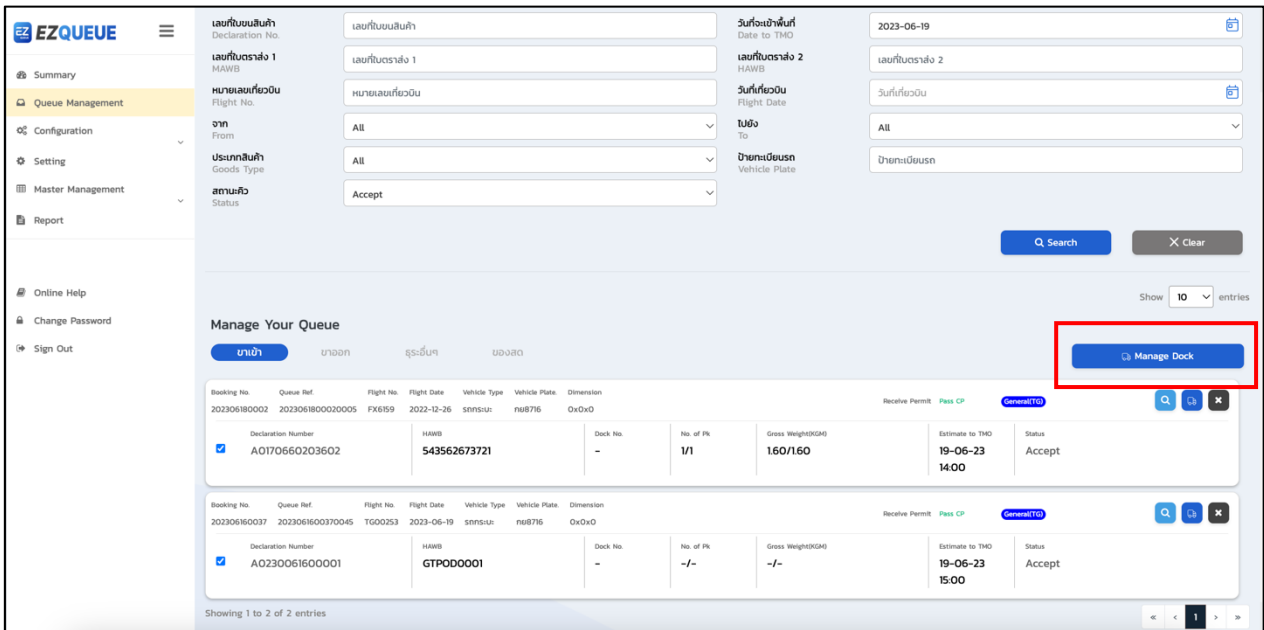 EZ EZQUEUE
Summary
Queue Management
Configuration
Setting
Master Management
Report
Online Help
Change Password
Sign Out
เลขที่ใบขนสินค้า เลขที่ใบขนสินค้า วันที่จะเข้าพื้นที่ 2023-06-19
Declaration No. Date to TMO
เลขที่ใบตราส่ง 1 เลขที่ใบตราส่ง 1 เลขที่ใบตราส่ง 2 เลขที่ใบตราส่ง 2
MAWB HAWB
หมายเลขเที่ยวบิน หมายเลขเที่ยวบิน วันที่เที่ยวบิน วันที่เที่ยวบิน
Flight No. Flight Date
จาก All ไปยัง All
From To
ประเภทสินค้า All ป้ายทะเบียนรถ ป้ายทะเบียนรถ
Goods Type Vehicle Plate
สถานะคิว Accept
Status
Search Clear
Show 10 entries
Manage Your Queue
ขาเข้า ขาออก ธุระอื่นๆ ของสด Manage Dock
Booking No. Queue Ref. Flight No. Flight Date Vehicle Type Vehicle Plate. Dimension
202306180002 2023061800020005 FX6159 2022-12-26 รถกระบะ กข8716 0x0x0 Receive Permit Pass CP General(TG)
Declaration Number HAWB Dock No. No. of Pk Gross Weight(KGM) Estimate to TMO Status
A0170660203602 543562673721 - 1/1 1.60/1.60 19-06-23 Accept
14:00
Booking No. Queue Ref. Flight No. Flight Date Vehicle Type Vehicle Plate. Dimension
202306160037 2023061600370045 TG00253 2023-06-19 รถกระบะ กข8716 0x0x0 Receive Permit Pass CP General(TG)
Declaration Number HAWB Dock No. No. of Pk Gross Weight(KGM) Estimate to TMO Status
A0230061600001 GTPOD0001 - -/- -/- 19-06-23 Accept
15:00
Showing 1 to 2 of 2 entries « ‹ 1 › »